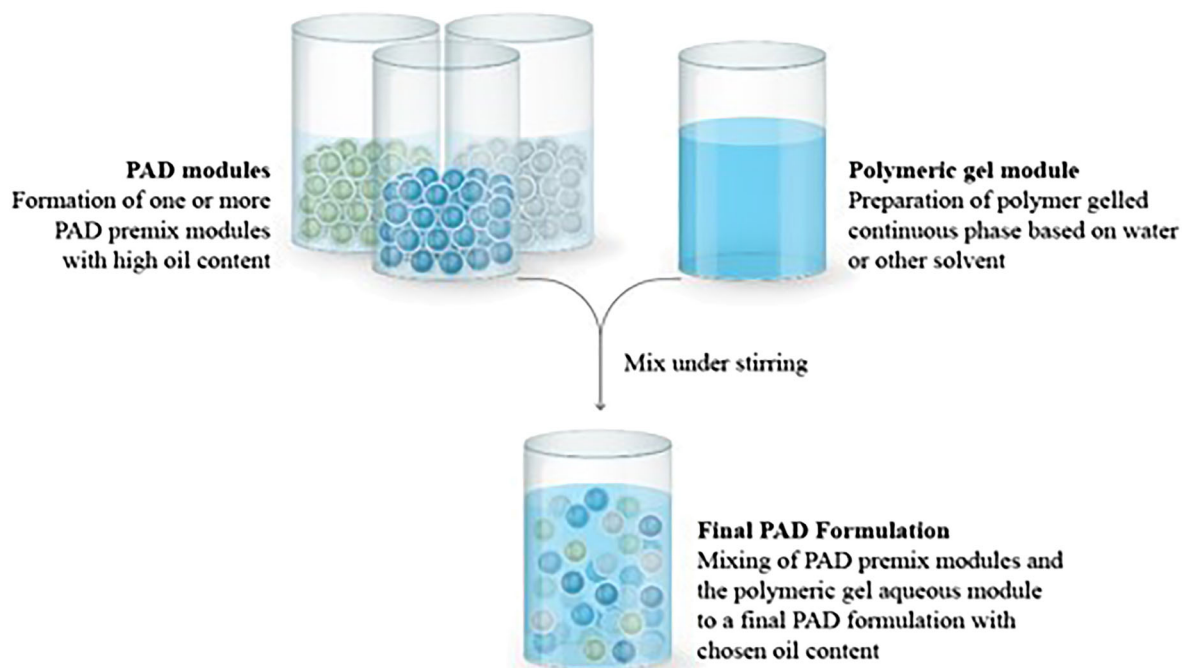 PAD modules
Formation of one or more
PAD premix modules
with high oil content
Polymeric gel module
Preparation of polymer gelled
continuous phase based on water
or other solvent
Mix under stirring
Final PAD Formulation
Mixing of PAD premix modules and
the polymeric gel aqueous module
to a final PAD formulation with
chosen oil content